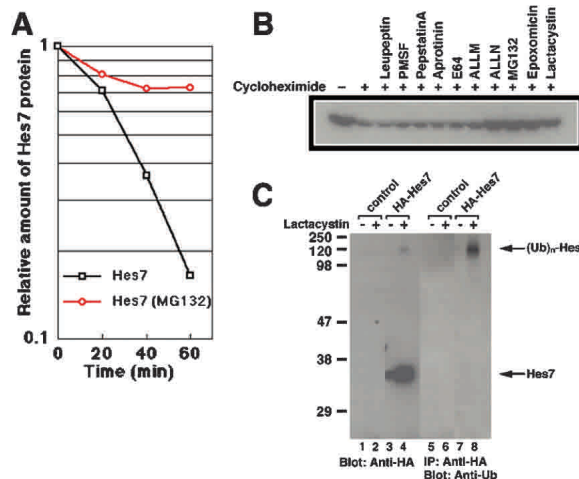 A
Relative amount of Hes7 protein
1
0.1
Hes7
Hes7 (MG132)
0 20 40 60
Time (min)
B
Leupeptin
PMSF
PepstatinA
Aprotinin
E64
ALLM
ALLN
MG132
Epoxomicin
Lactacystin
Cycloheximide − + + + + + + + + + + +
C
control HA-Hes7 control HA-Hes7
Lactacystin - + - + - + - +
250
120
98
47
38
29
(Ub)n-Hes
Hes7
1 2 3 4 5 6 7 8
Blot: Anti-HA
IP: Anti-HA
Blot: Anti-Ub